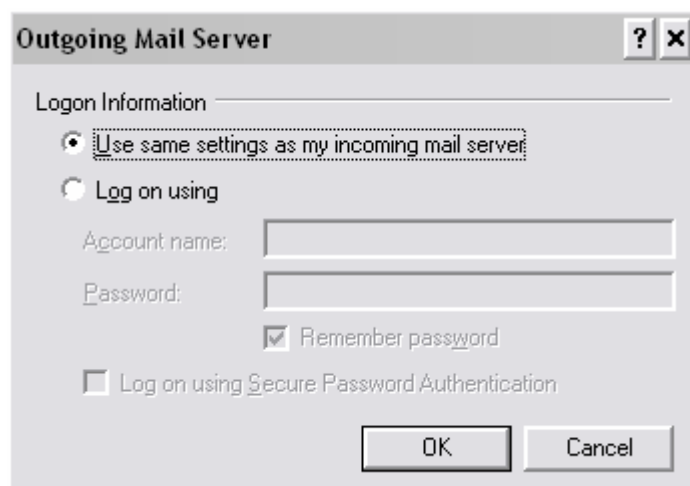 Outgoing Mail Server
Logon Information
Use same settings as my incoming mail server
Log on using
Account name:
Password:
Remember password
Log on using Secure Password Authentication
OK Cancel